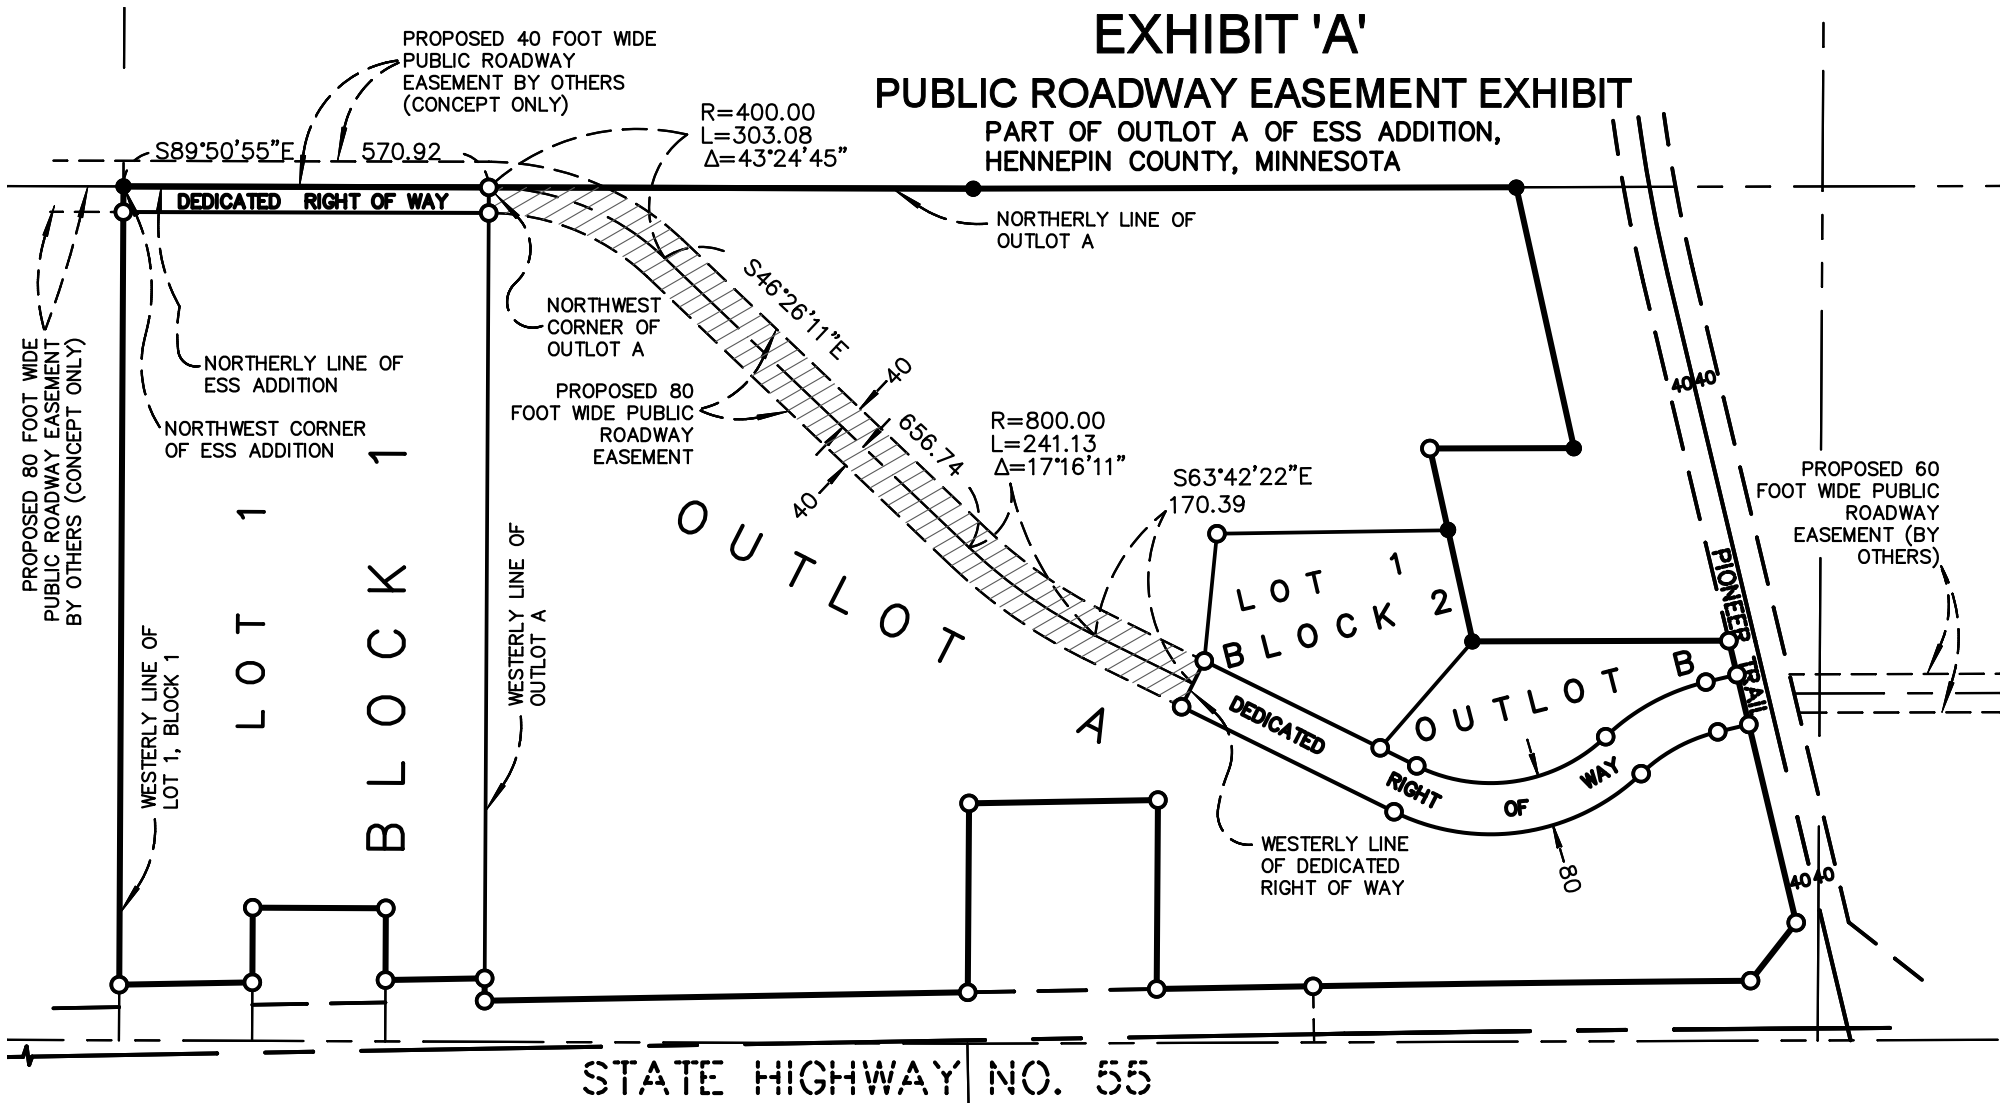 EXHIBIT 'A'
PUBLIC ROADWAY EASEMENT EXHIBIT
PART OF OUTLOT A OF ESS ADDITION,
HENNEPIN COUNTY, MINNESOTA
PROPOSED 40 FOOT WIDE
PUBLIC ROADWAY
EASEMENT BY OTHERS
(CONCEPT ONLY)
R=400.00
L=303.08
Δ=43°24'45"
S89°50'55"E
570.92
DEDICATED RIGHT OF WAY
NORTHERLY LINE OF
OUTLOT A
S46°26'11"E
656.74
NORTHWEST
CORNER OF
OUTLOT A
NORTHERLY LINE OF
ESS ADDITION
NORTHWEST CORNER
OF ESS ADDITION
PROPOSED 80 FOOT WIDE
PUBLIC ROADWAY EASEMENT
BY OTHERS (CONCEPT ONLY)
PROPOSED 80
FOOT WIDE PUBLIC
ROADWAY
EASEMENT
40
40
R=800.00
L=241.13
Δ=17°16'11"
S63°42'22"E
170.39
40
40
PROPOSED 60
FOOT WIDE PUBLIC
ROADWAY
EASEMENT (BY
OTHERS)
LOT 1
BLOCK 1
WESTERLY LINE OF
LOT 1, BLOCK 1
WESTERLY LINE OF
OUTLOT A
OUTLOT A
LOT 1
BLOCK 2
OUTLOT B
PIONEER TRAIL
DEDICATED RIGHT OF WAY
80
WESTERLY LINE
OF DEDICATED
RIGHT OF WAY
40
40
STATE HIGHWAY NO. 55